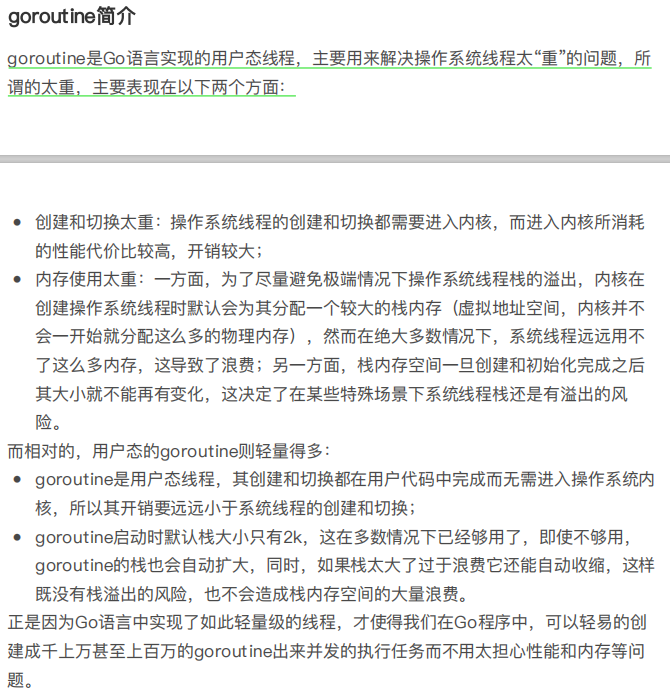 goroutine简介
goroutine是Go语言实现的用户态线程，主要用来解决操作系统线程太“重”的问题，所
谓的太重，主要表现在以下两个方面：
● 创建和切换太重：操作系统线程的创建和切换都需要进入内核，而进入内核所消耗
的性能代价比较高，开销较大；
● 内存使用太重：一方面，为了尽量避免极端情况下操作系统线程栈的溢出，内核在
创建操作系统线程时默认会为其分配一个较大的栈内存（虚拟地址空间，内核并不
会一开始就分配这么多的物理内存），然而在绝大多数情况下，系统线程远远用不
了这么多内存，这导致了浪费；另一方面，栈内存空间一旦创建和初始化完成之后
其大小就不能再有变化，这决定了在某些特殊场景下系统线程栈还是有溢出的风
险。
而相对的，用户态的goroutine则轻量得多：
● goroutine是用户态线程，其创建和切换都在用户代码中完成而无需进入操作系统内
核，所以其开销要远远小于系统线程的创建和切换；
● goroutine启动时默认栈大小只有2k，这在多数情况下已经够用了，即使不够用，
goroutine的栈也会自动扩大，同时，如果栈太大了过于浪费它还能自动收缩，这样
既没有栈溢出的风险，也不会造成栈内存空间的大量浪费。
正是因为Go语言中实现了如此轻量级的线程，才使得我们在Go程序中，可以轻易的创
建成千上万甚至上百万的goroutine出来并发的执行任务而不用太担心性能和内存等问
题。